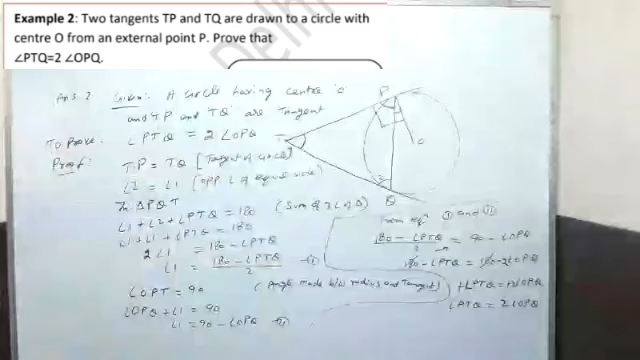 Example 2: Two tangents TP and TQ are drawn to a circle with
centre O from an external point P. Prove that
∠PTQ=2 ∠OPQ.
Ans. 2 Given:- A circle having centre O
and TP and TQ are Tangent
To Prove: ∠PTQ = 2∠OPQ
Proof:
TP = TQ [Tangent of circle]
∠2 = ∠1 [opp. ∠ of equal side]
In ΔPQT
∠1 + ∠2 + ∠PTQ = 180 (Sum of 3 ∠ of Δ)
∠1 + ∠1 + ∠PTQ = 180
2∠1 = 180 - ∠PTQ
∠1 = 180 - ∠PTQ / 2 - (I)
∠OPT = 90 (Angle made b/w radius and Tangent)
∠OPQ + ∠1 = 90
∠1 = 90 - ∠OPQ - (II)
From eqn (I) and (II)
180 - ∠PTQ / 2 = 90 - ∠OPQ
180 - ∠PTQ = 180 - 2∠OPQ
+∠PTQ = +2∠OPQ
∠PTQ = 2∠OPQ
P
T
O
Q